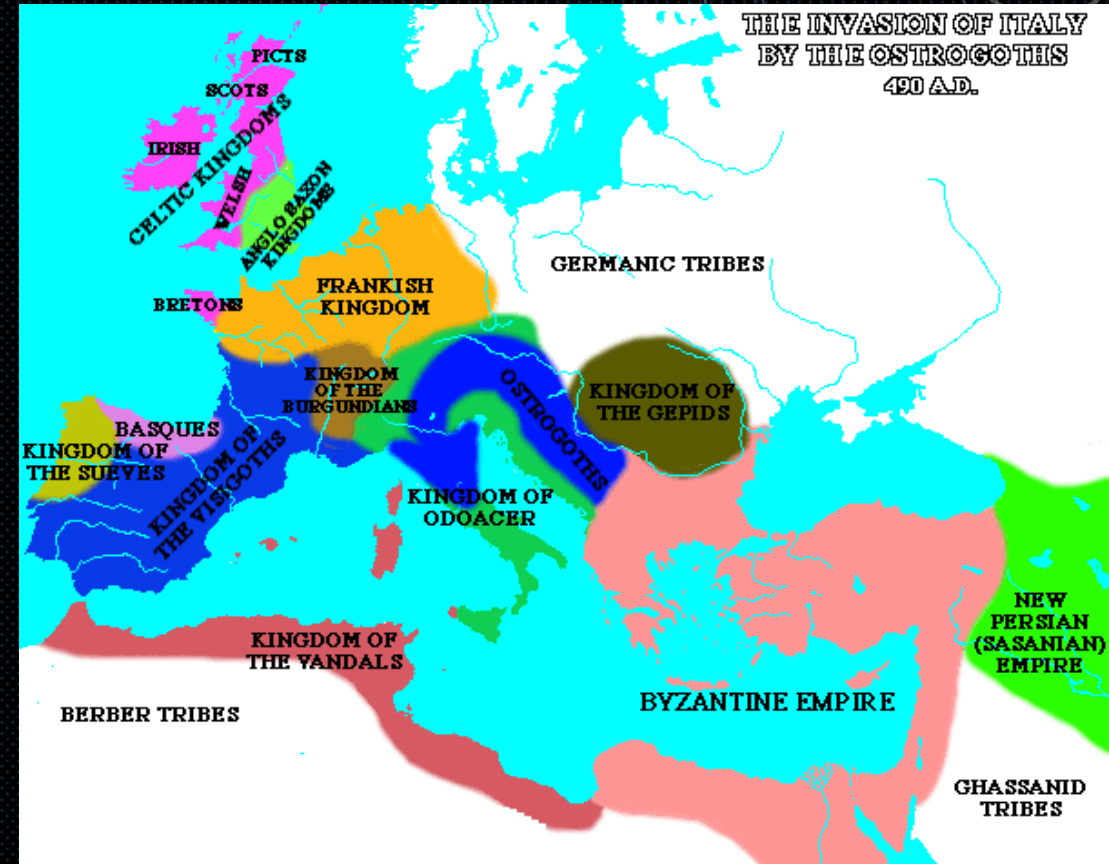 THE INVASION OF ITALY
BY THE OSTROGOTHS
490 A.D.
PICTS
SCOTS
IRISH
CELTIC KINGDOMS
WELSH
ANGLO SAXON
KINGDOMS
BRETONS
FRANKISH
KINGDOM
GERMANIC TRIBES
KINGDOM
OF THE
BURGUNDIANS
OSTROGOTHS
KINGDOM OF
THE GEPIDS
BASQUES
KINGDOM OF
THE SUEVES
KINGDOM OF
THE VISIGOTHS
KINGDOM OF
ODOACER
NEW
PERSIAN
(SASANIAN)
EMPIRE
KINGDOM OF
THE VANDALS
BYZANTINE EMPIRE
BERBER TRIBES
GHASSANID
TRIBES